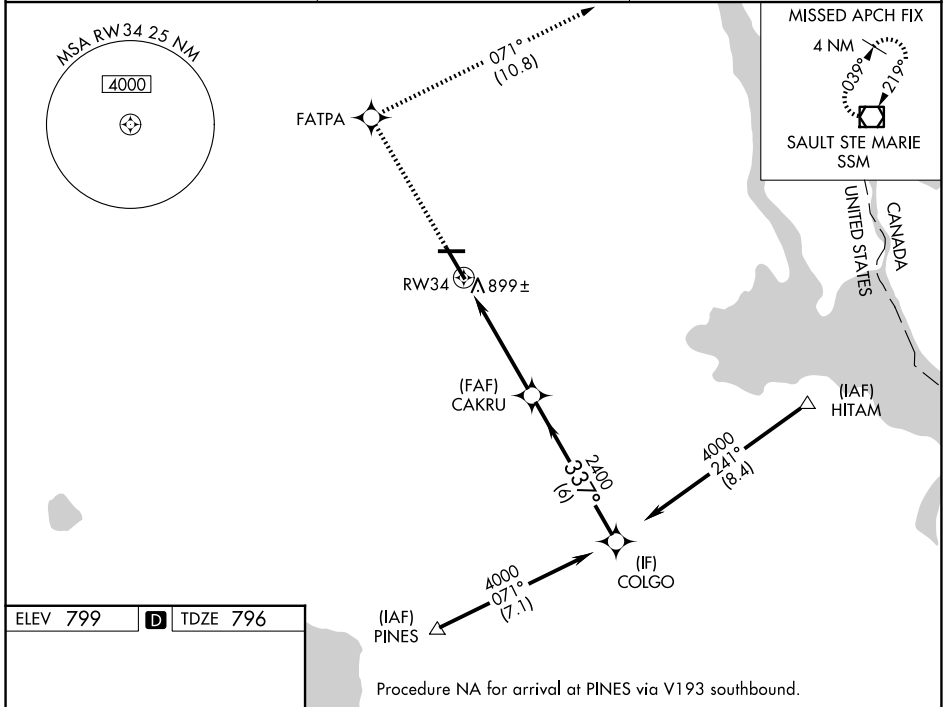 MSA RW34 25 NM
4000
MISSED APCH FIX
4 NM
039°
219°
SAULT STE MARIE
SSM
071°
(10.8)
FATPA
CANADA
UNITED STATES
RW34
899±
(FAF)
CAKRU
(IAF)
HITAM
4000
241°
(8.4)
2400
337°
(6)
(IF)
COLGO
4000
071°
(7.1)
(IAF)
PINES
ELEV 799 D TDZE 796
Procedure NA for arrival at PINES via V193 southbound.